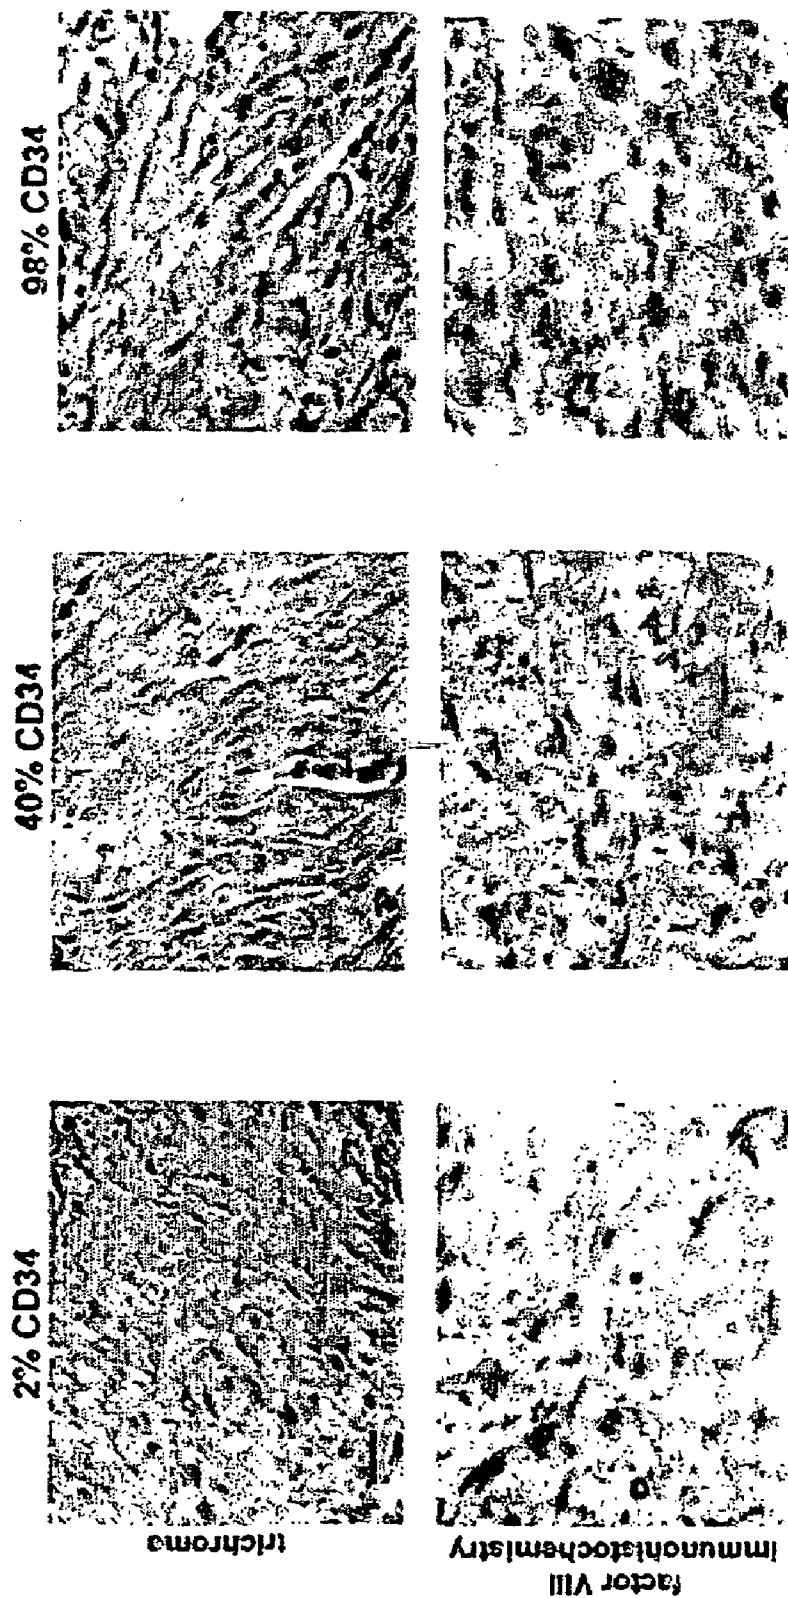 2% CD34
40% CD34
98% CD34
trichrome
factor VIII
immunohistochemistry